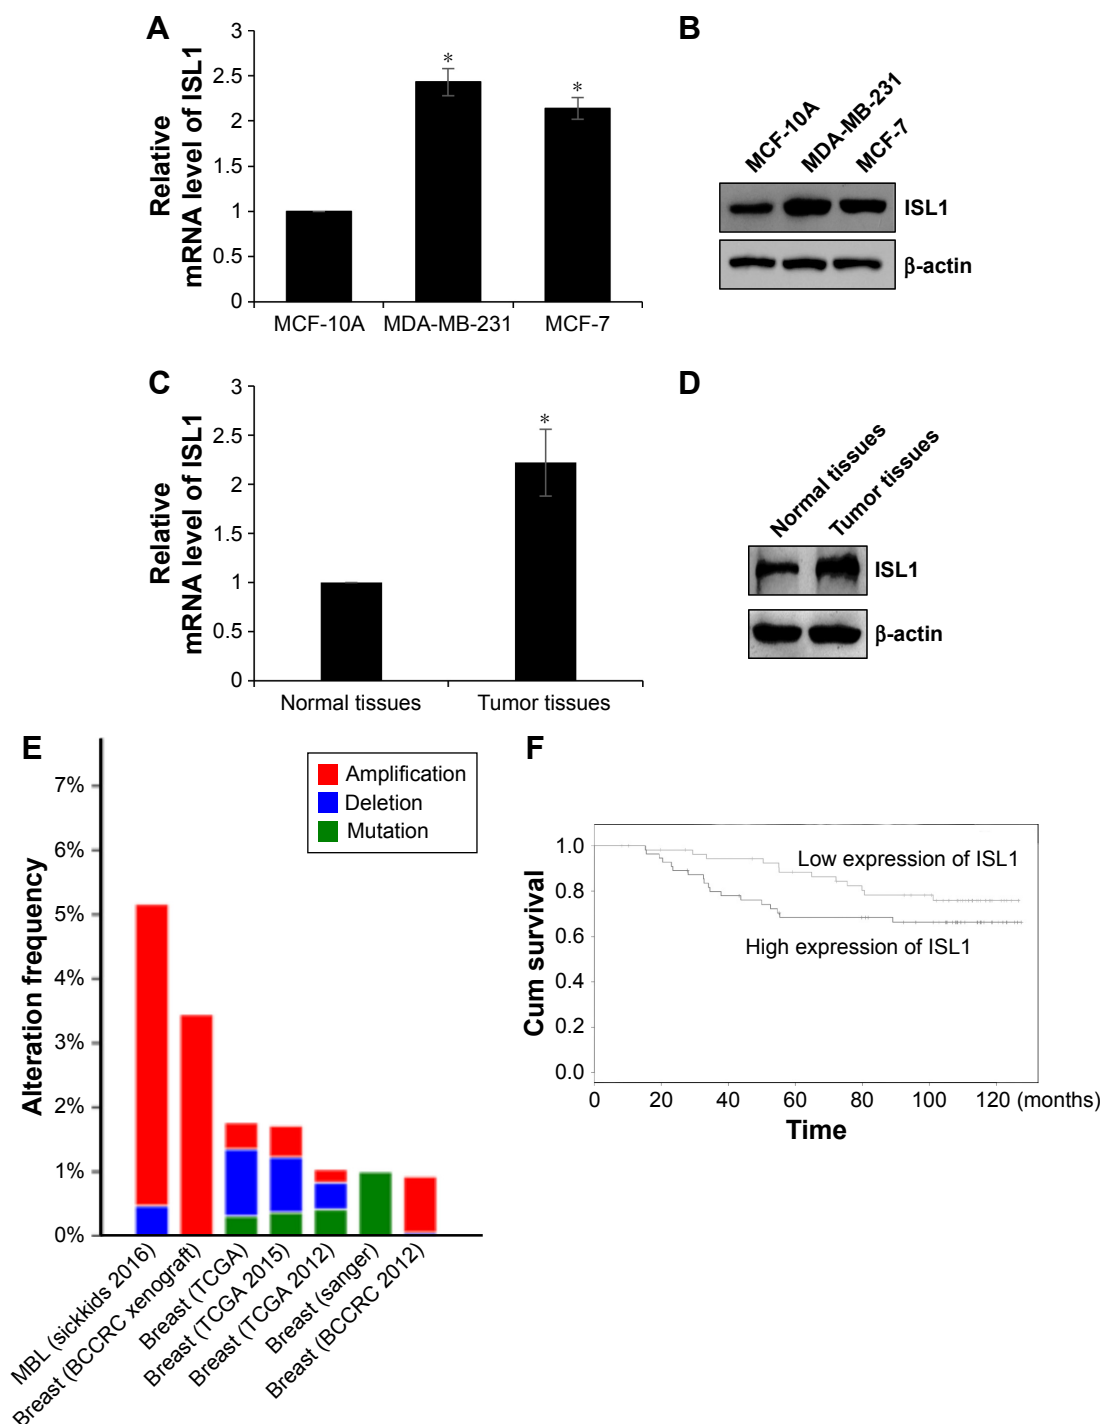 A
Relative
mRNA level of ISL1
3
2.5
2
1.5
1
0.5
0
*
*
MCF-10A
MDA-MB-231
MCF-7
B
MCF-10A
MDA-MB-231
MCF-7
ISL1
β-actin
C
Relative
mRNA level of ISL1
3
2.5
2
1.5
1
0.5
0
*
Normal tissues
Tumor tissues
D
Normal tissues
Tumor tissues
ISL1
β-actin
E
Alteration frequency
7%
6%
5%
4%
3%
2%
1%
0%
Amplification
Deletion
Mutation
MBL (sickkids 2016)
Breast (BCCRC xenograft)
Breast (TCGA)
Breast (TCGA 2015)
Breast (TCGA 2012)
Breast (sanger)
Breast (BCCRC 2012)
F
Cum survival
1.0
0.8
0.6
0.4
0.2
0.0
Low expression of ISL1
High expression of ISL1
0 20 40 60 80 100 120 (months)
Time